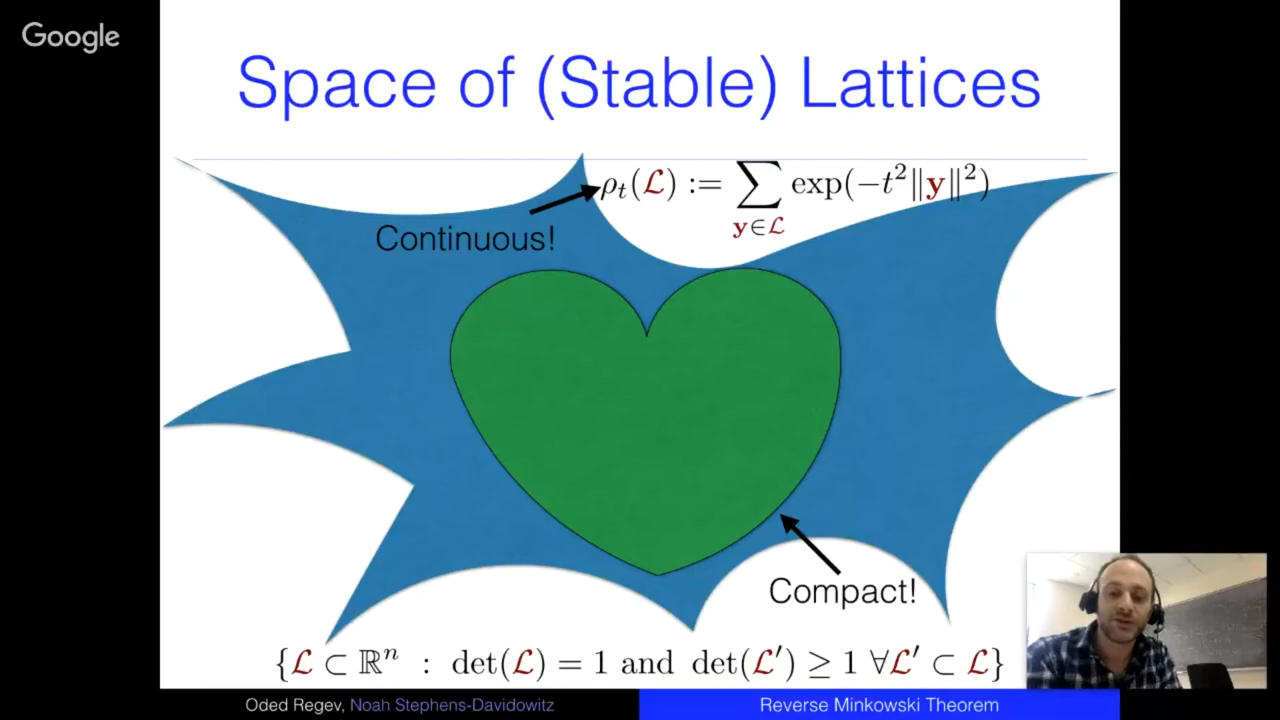 Google
Space of (Stable) Lattices
ρₜ(ℒ) := ∑ exp(−t²‖y‖²)
y∈ℒ
Continuous!
Compact!
{ℒ ⊂ ℝⁿ : det(ℒ) = 1 and det(ℒ′) ≥ 1 ∀ℒ′ ⊂ ℒ}
Oded Regev, Noah Stephens-Davidowitz
Reverse Minkowski Theorem